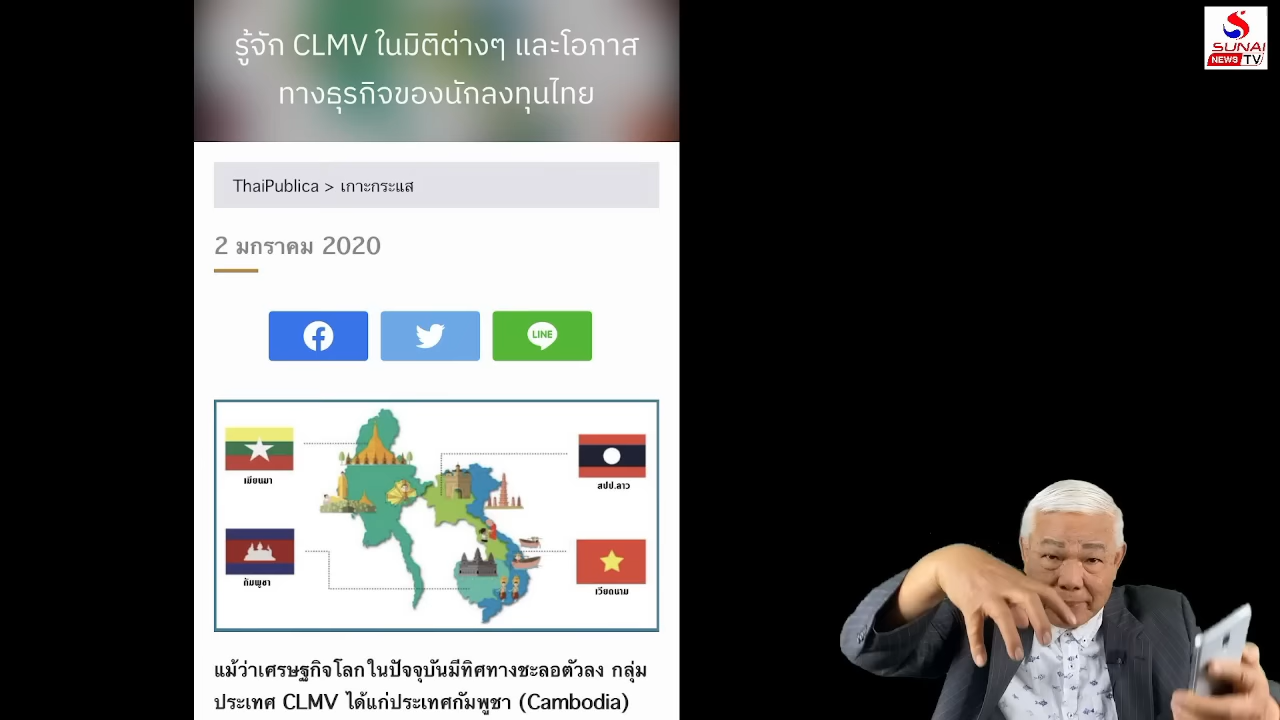 รู้จัก CLMV ในมิติต่างๆ และโอกาส
ทางธุรกิจของนักลงทุนไทย
SUNAI
NEWS TV
ThaiPublica > เกาะกระแส
2 มกราคม 2020
LINE
เมียนมา
สปป.ลาว
กัมพูชา
เวียดนาม
แม้ว่าเศรษฐกิจโลกในปัจจุบันมีทิศทางชะลอตัวลง กลุ่ม
ประเทศ CLMV ได้แก่ประเทศกัมพูชา (Cambodia)